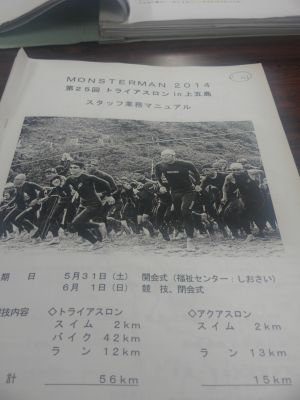 MONSTERMAN 2014
第25回 トライアスロン in 上五島
スタッフ業務マニュアル
期 日 5月31日（土） 開会式（福祉センター：しおさい）
6月 1日（日） 競 技、閉会式
競技内容 ◇トライアスロン ◇アクアスロン
スイム 2km スイム 2km
バイク 42km
ラン 12km ラン 13km
計 56km 15km